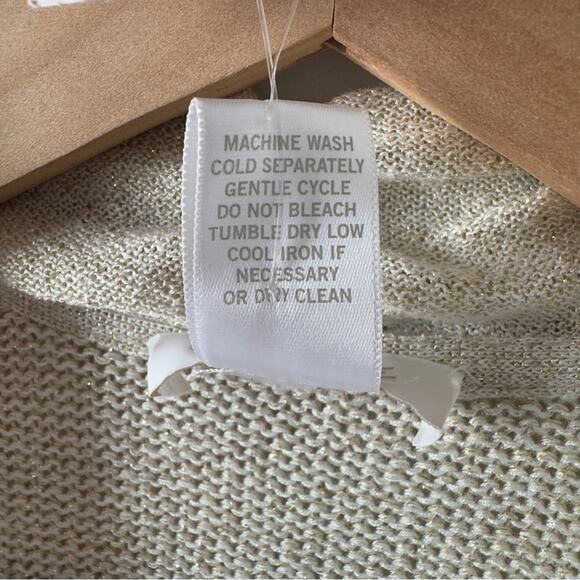 MACHINE WASH
COLD SEPARATELY
GENTLE CYCLE
DO NOT BLEACH
TUMBLE DRY LOW
COOL IRON IF
NECESSARY
OR DRY CLEAN